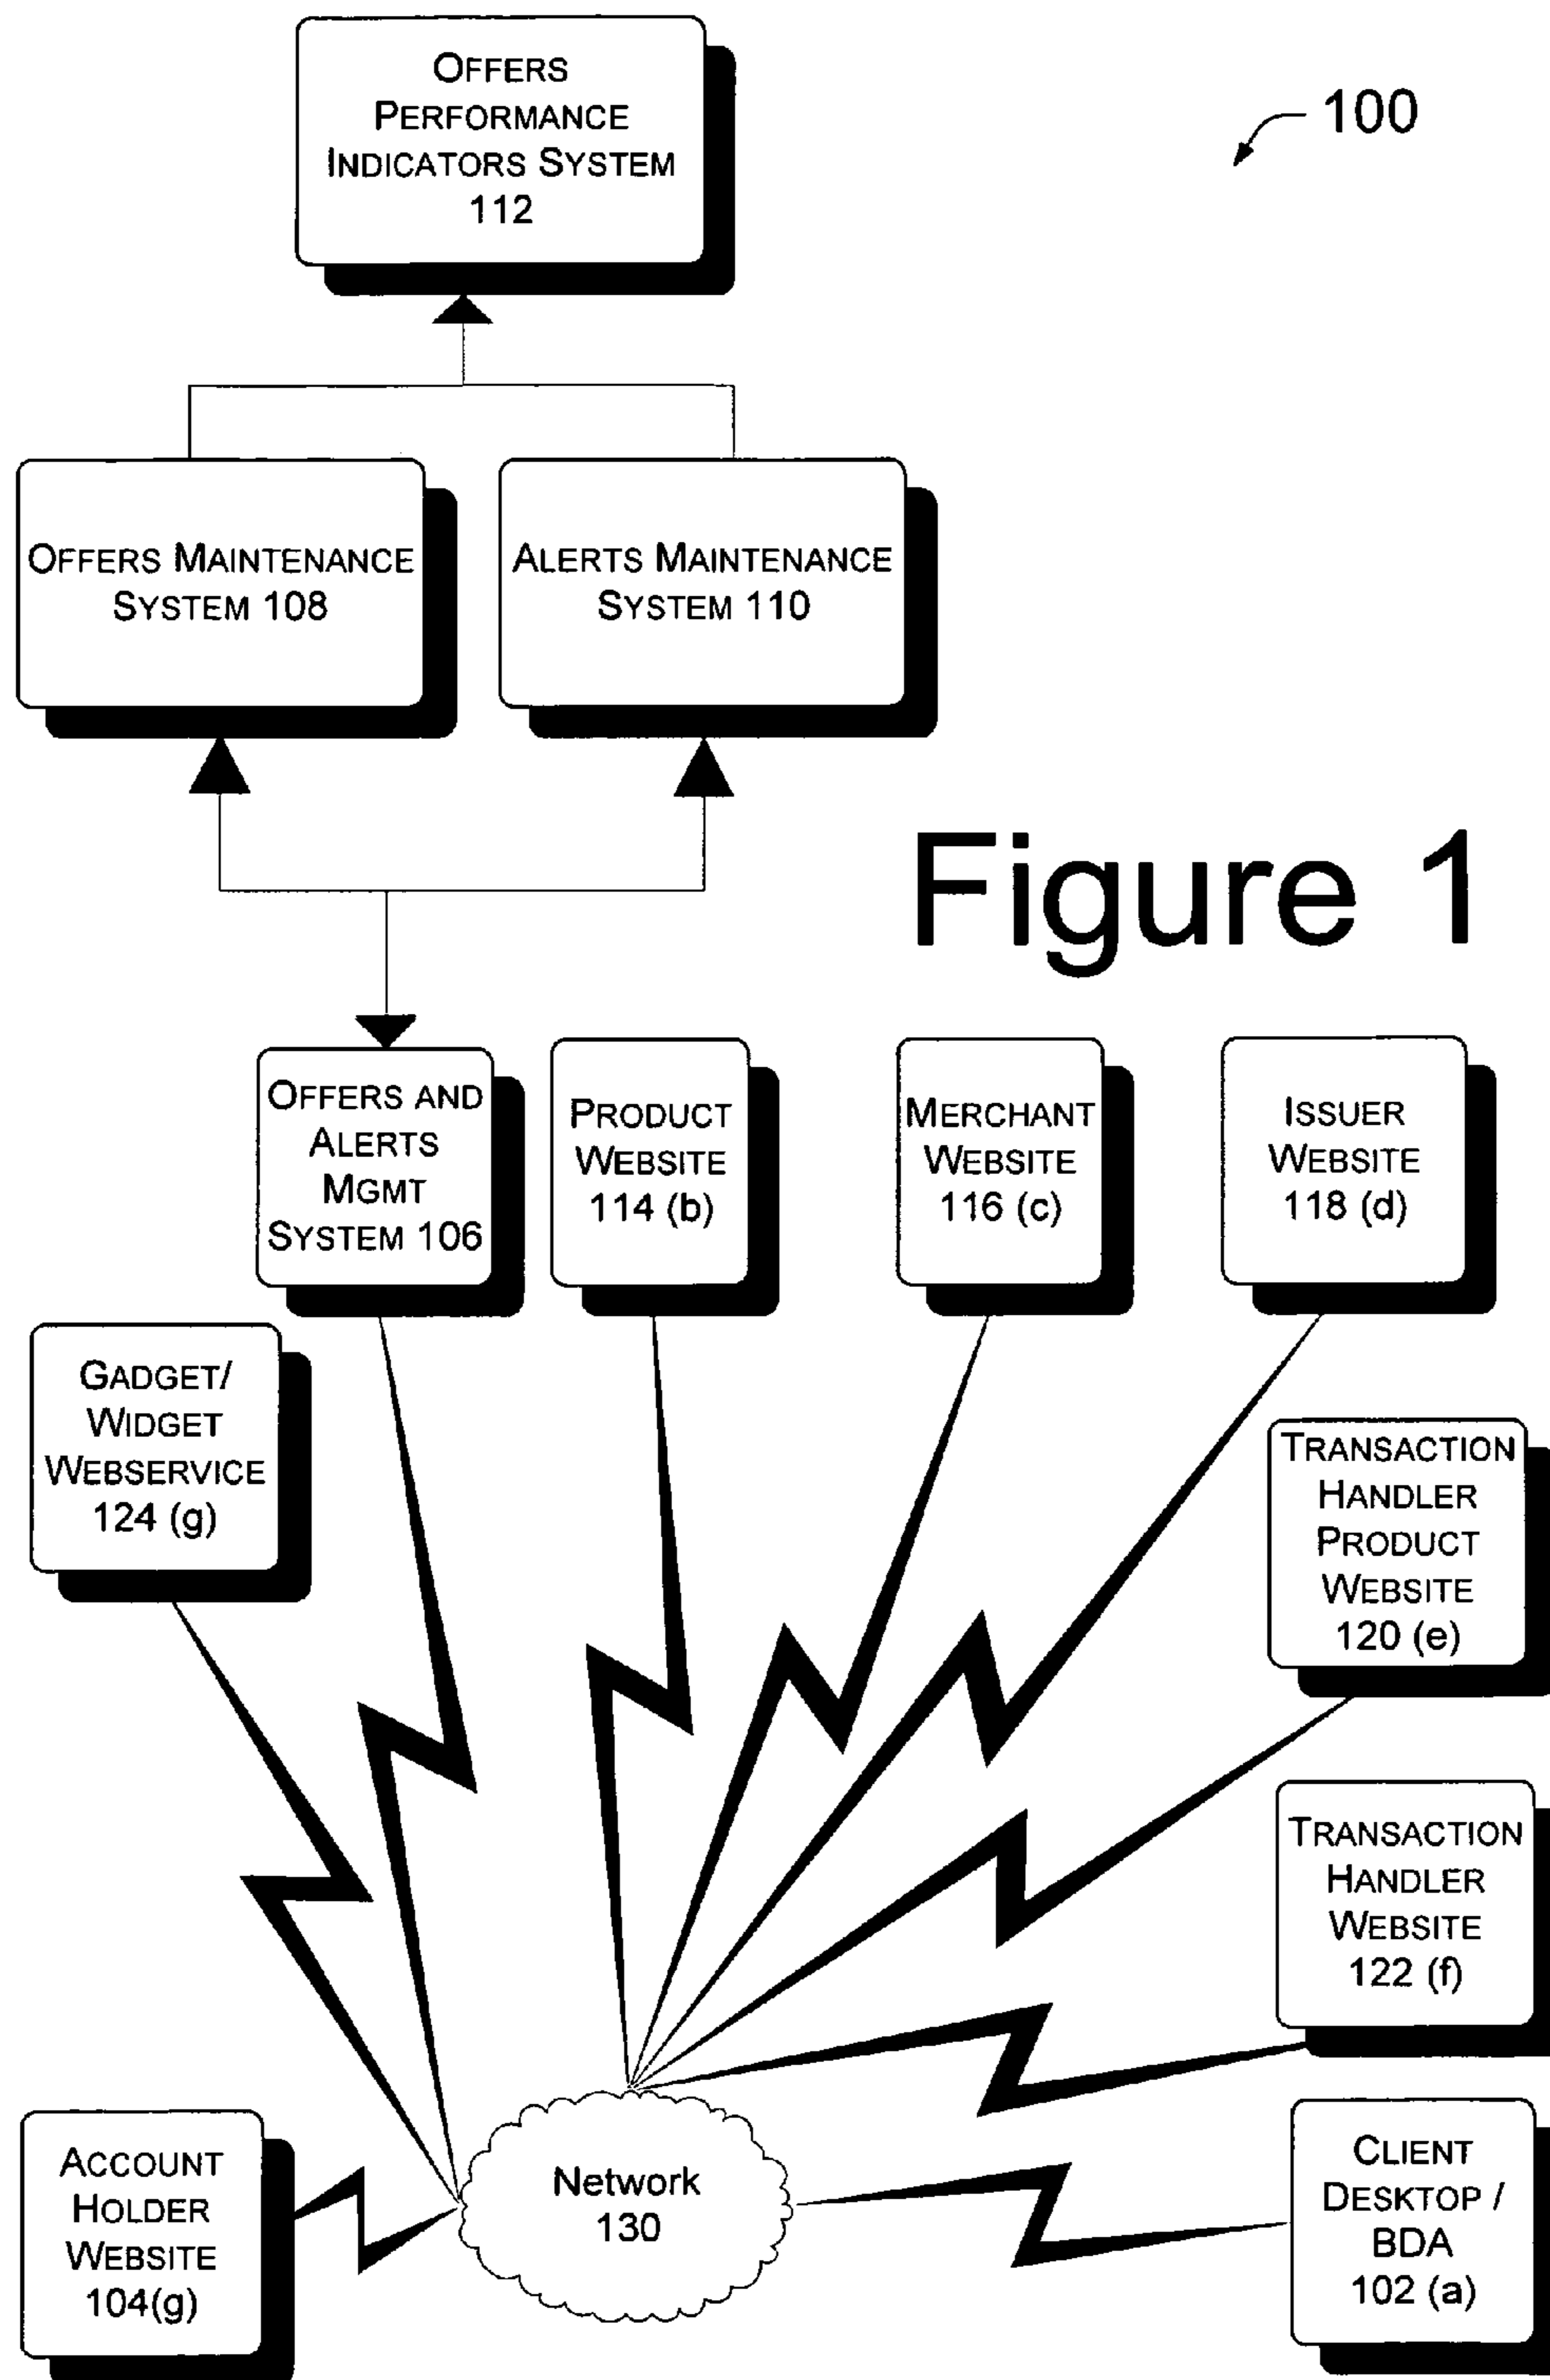 OFFERS
PERFORMANCE
INDICATORS SYSTEM
112
100
OFFERS MAINTENANCE
SYSTEM 108
ALERTS MAINTENANCE
SYSTEM 110
Figure 1
OFFERS AND
ALERTS
MGMT
SYSTEM 106
PRODUCT
WEBSITE
114 (b)
MERCHANT
WEBSITE
116 (c)
ISSUER
WEBSITE
118 (d)
GADGET/
WIDGET
WEBSERVICE
124 (g)
TRANSACTION
HANDLER
PRODUCT
WEBSITE
120 (e)
TRANSACTION
HANDLER
WEBSITE
122 (f)
ACCOUNT
HOLDER
WEBSITE
104(g)
Network
130
CLIENT
DESKTOP /
BDA
102 (a)